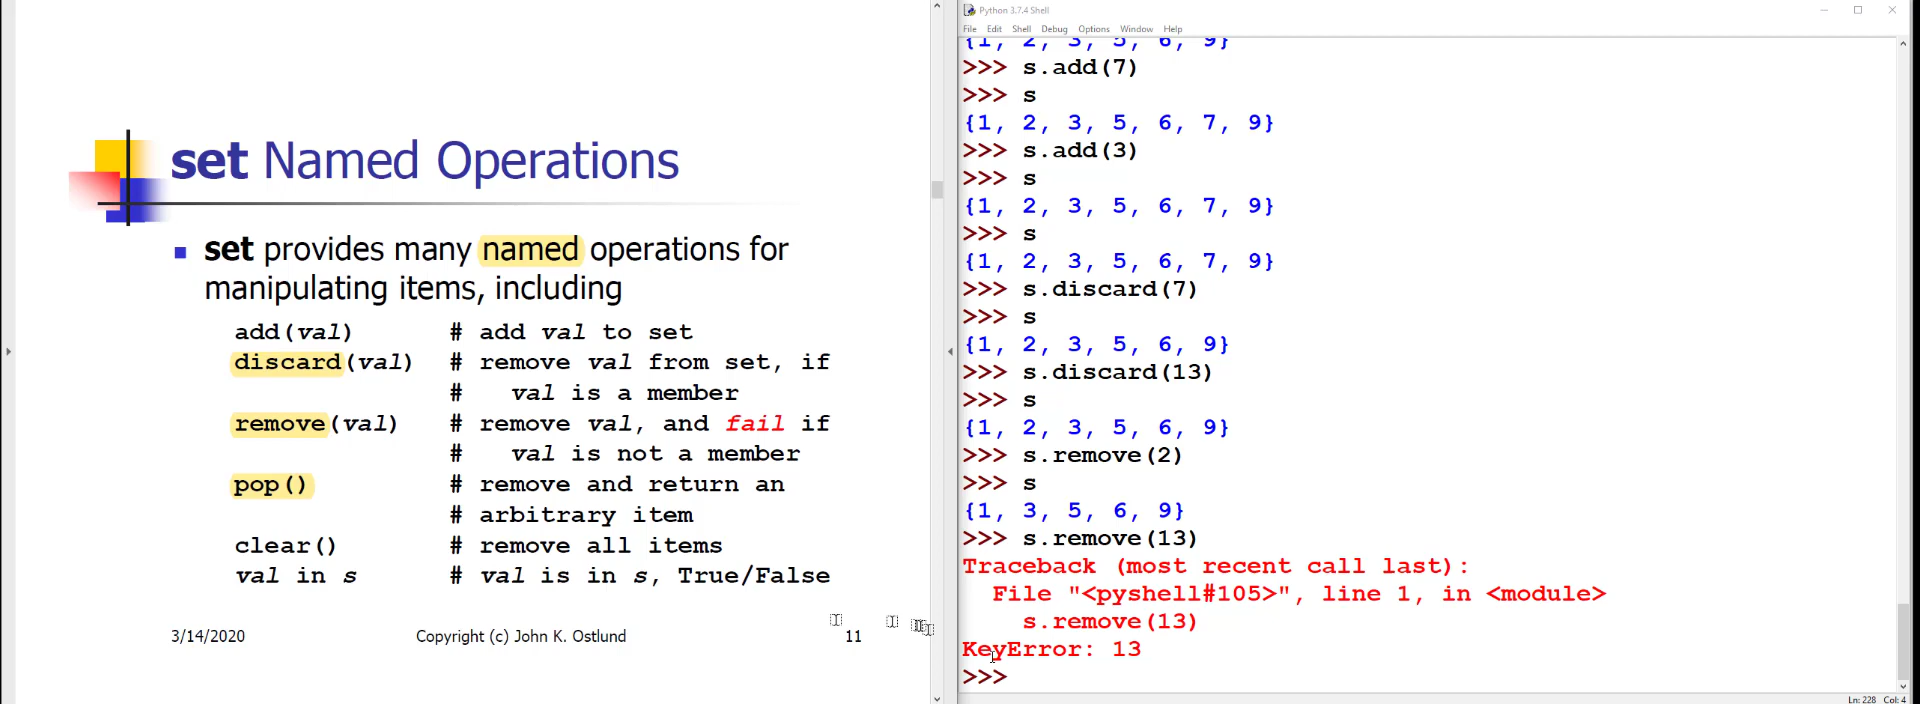 set Named Operations
set provides many named operations for
manipulating items, including
add(val) # add val to set
discard(val) # remove val from set, if
# val is a member
remove(val) # remove val, and fail if
# val is not a member
pop() # remove and return an
# arbitrary item
clear() # remove all items
val in s # val is in s, True/False
3/14/2020 Copyright (c) John K. Ostlund 11
Python 3.7.4 Shell
File Edit Shell Debug Options Window Help
{1, 2, 3, 5, 6, 9}
>>> s.add(7)
>>> s
{1, 2, 3, 5, 6, 7, 9}
>>> s.add(3)
>>> s
{1, 2, 3, 5, 6, 7, 9}
>>> s
{1, 2, 3, 5, 6, 7, 9}
>>> s.discard(7)
>>> s
{1, 2, 3, 5, 6, 9}
>>> s.discard(13)
>>> s
{1, 2, 3, 5, 6, 9}
>>> s.remove(2)
>>> s
{1, 3, 5, 6, 9}
>>> s.remove(13)
Traceback (most recent call last):
  File "<pyshell#105>", line 1, in <module>
    s.remove(13)
KeyError: 13
>>>
Ln: 228 Col: 4